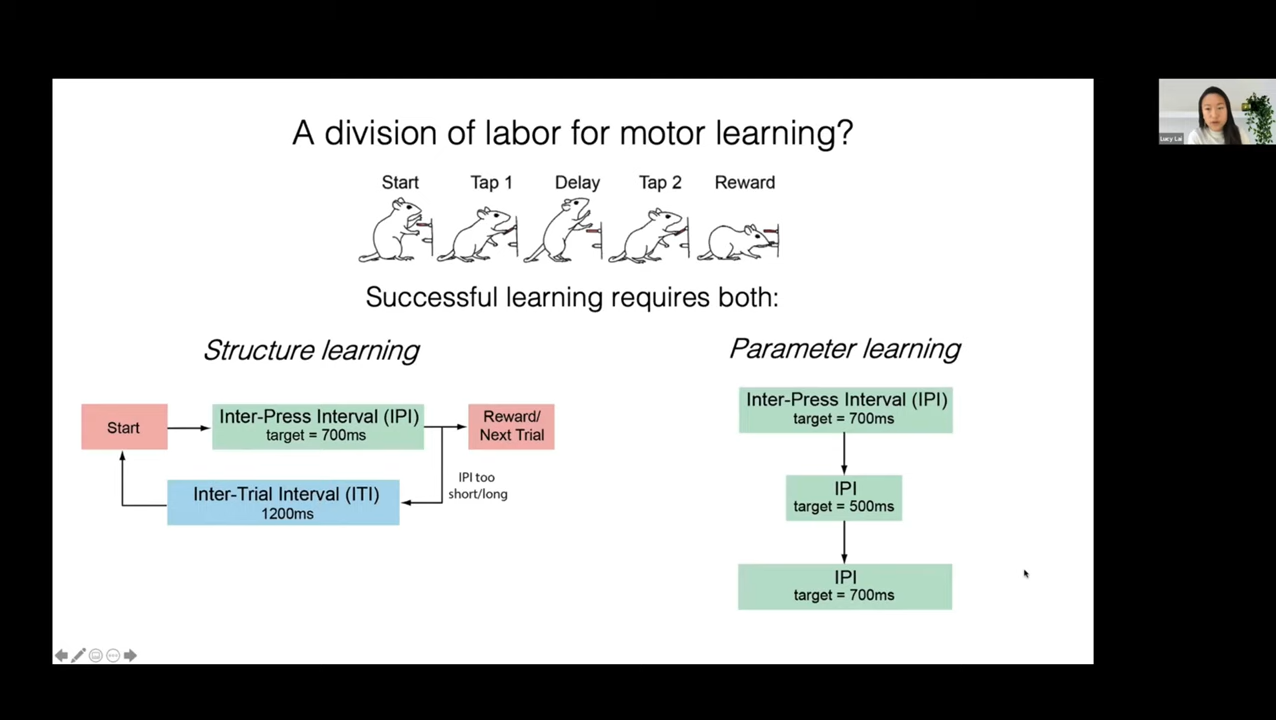 A division of labor for motor learning?
Start
Tap 1
Delay
Tap 2
Reward
Successful learning requires both:
Structure learning
Start
Inter-Press Interval (IPI)
target = 700ms
Reward/
Next Trial
IPI too
short/long
Inter-Trial Interval (ITI)
1200ms
Parameter learning
Inter-Press Interval (IPI)
target = 700ms
IPI
target = 500ms
IPI
target = 700ms
Lucy Lai